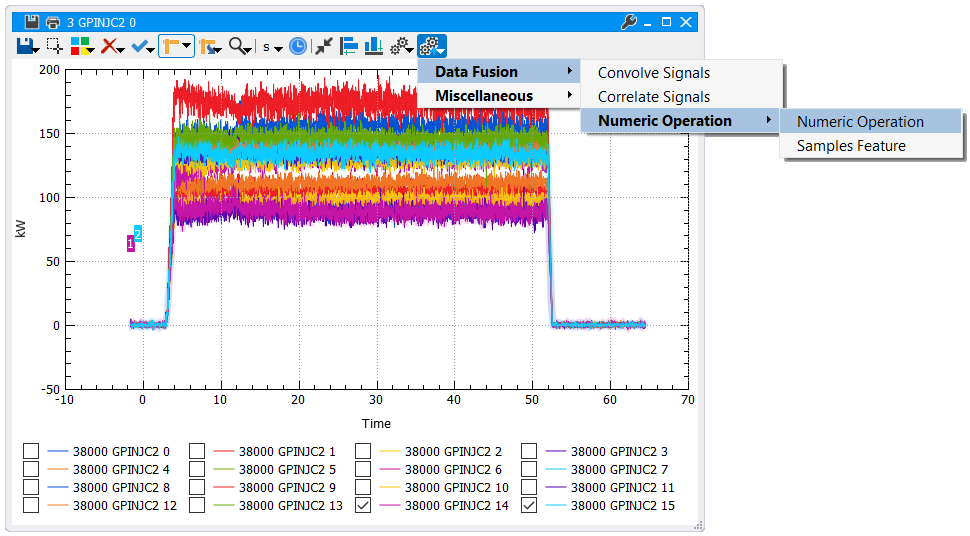 3 GPINJC2 0
s
Data Fusion
Miscellaneous
Convolve Signals
Correlate Signals
Numeric Operation
Numeric Operation
Samples Feature
200
150
100
50
0
-50
kW
1
2
-10 0 10 20 30 40 50 60 70
Time
38000 GPINJC2 0 38000 GPINJC2 1 38000 GPINJC2 2 38000 GPINJC2 3
38000 GPINJC2 4 38000 GPINJC2 5 38000 GPINJC2 6 38000 GPINJC2 7
38000 GPINJC2 8 38000 GPINJC2 9 38000 GPINJC2 10 38000 GPINJC2 11
38000 GPINJC2 12 38000 GPINJC2 13 38000 GPINJC2 14 38000 GPINJC2 15